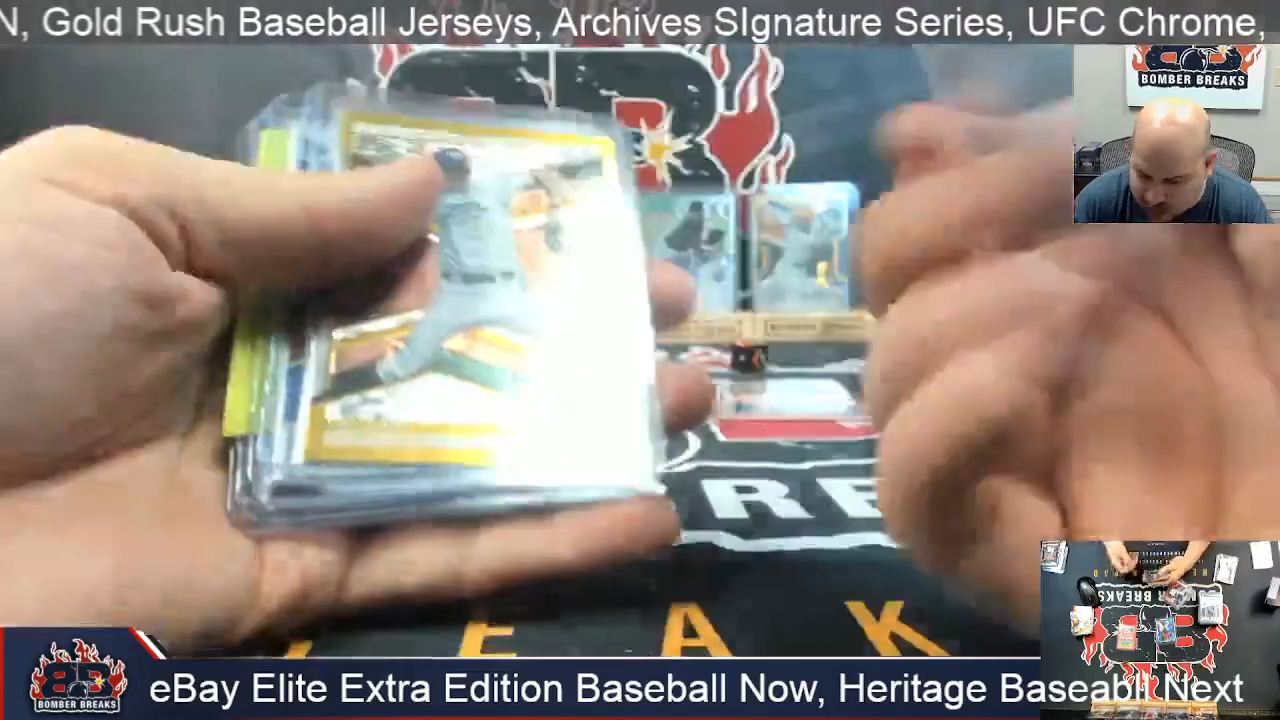 N, Gold Rush Baseball Jerseys, Archives SIgnature Series, UFC Chrome,
BOMBER BREAKS
RE
E A K
BOMBER BREAKS
eBay Elite Extra Edition Baseball Now, Heritage Baseabll Next